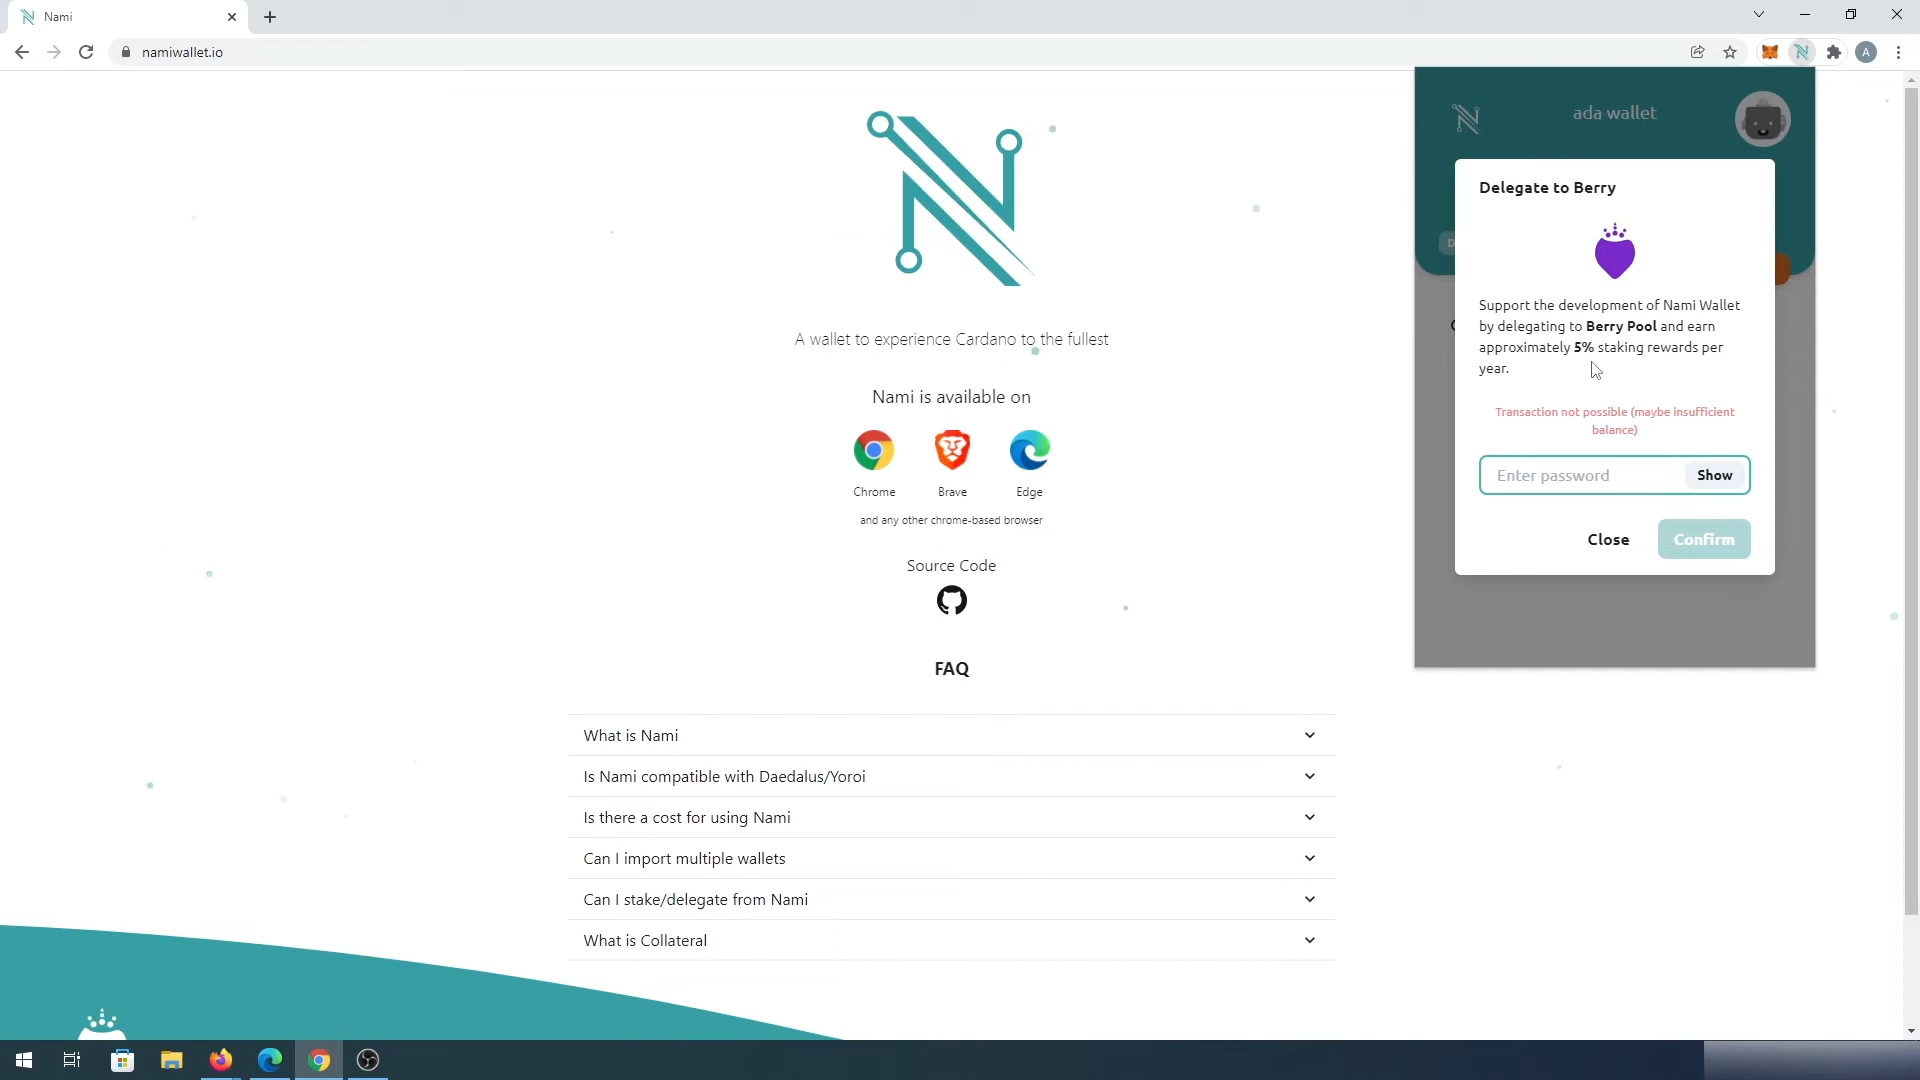 Nami
namiwallet.io
A
ada wallet
D
Delegate to Berry
Support the development of Nami Wallet
by delegating to Berry Pool and earn
approximately 5% staking rewards per
year.
Transaction not possible (maybe insufficient
balance)
Enter password
Show
Close
Confirm
A wallet to experience Cardano to the fullest
Nami is available on
Chrome
Brave
Edge
and any other chrome-based browser
Source Code
FAQ
What is Nami
Is Nami compatible with Daedalus/Yoroi
Is there a cost for using Nami
Can I import multiple wallets
Can I stake/delegate from Nami
What is Collateral